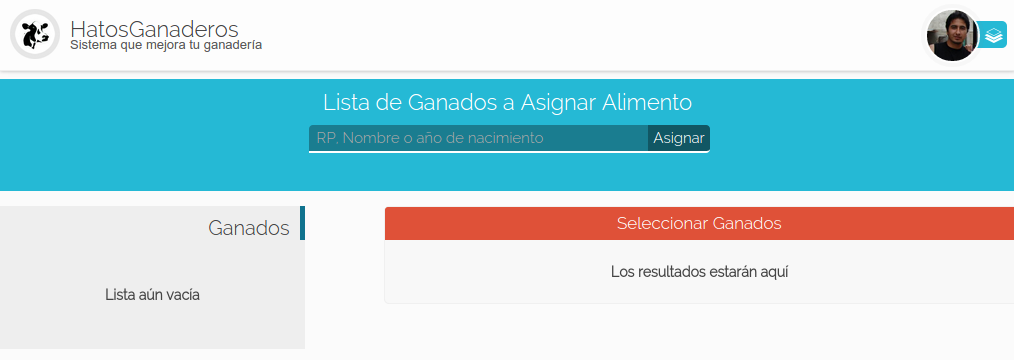 HatosGanaderos
Sistema que mejora tu ganadería
Lista de Ganados a Asignar Alimento
RP, Nombre o año de nacimiento
Asignar
Ganados
Lista aún vacía
Seleccionar Ganados
Los resultados estarán aquí